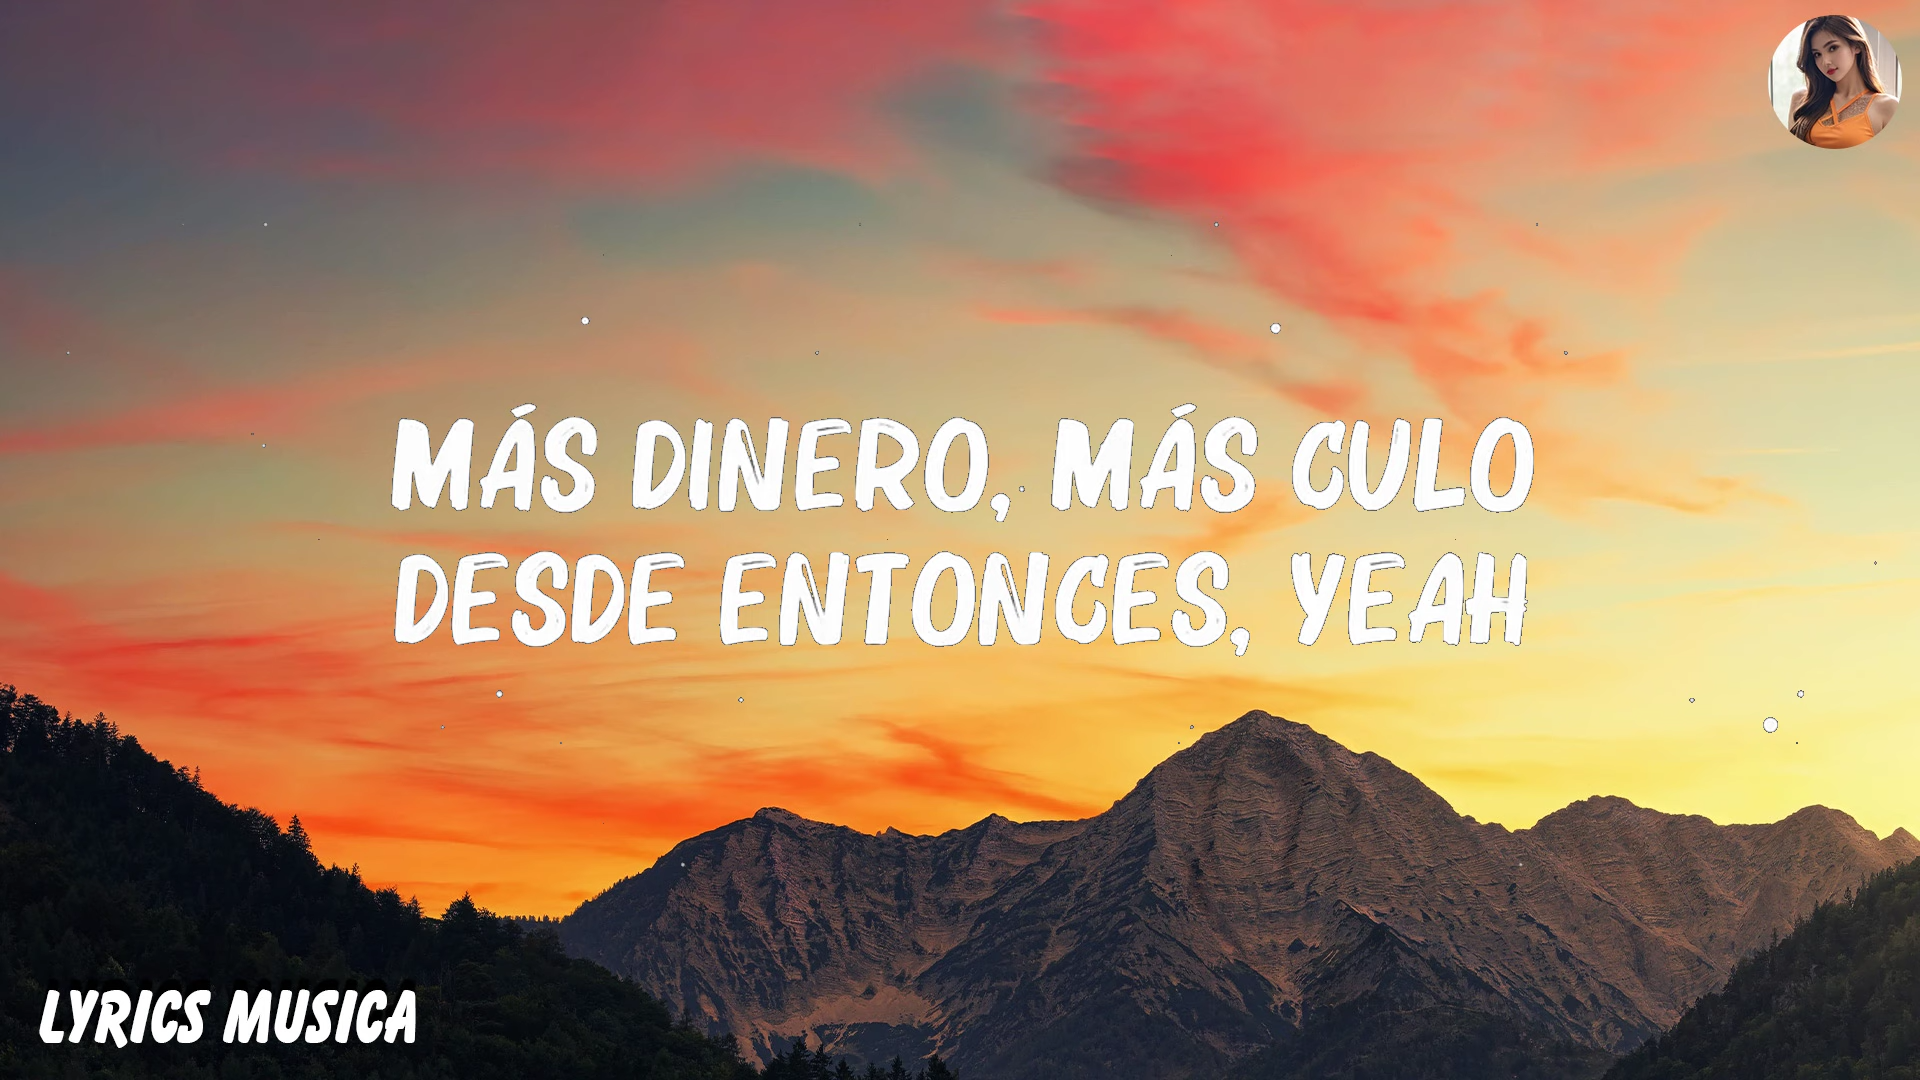 MÁS DINERO, MÁS CULO
DESDE ENTONCES, YEAH
LYRICS MUSICA